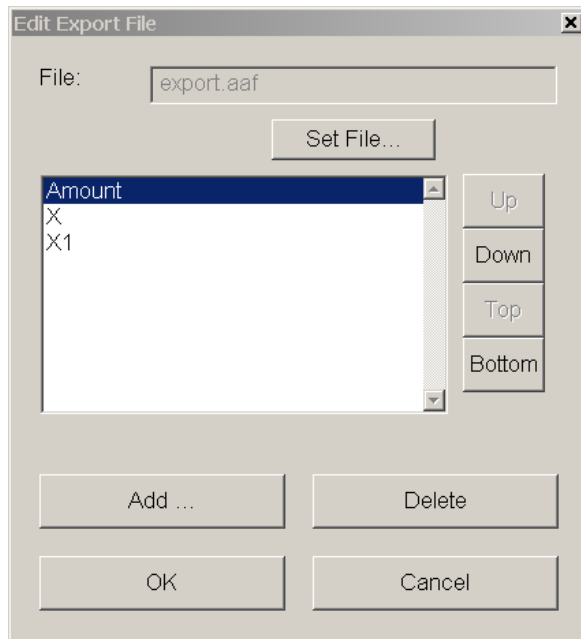 Edit Export File
File:
export.aaf
Set File...
Amount
X
X1
Up
Down
Top
Bottom
Add ...
Delete
OK
Cancel